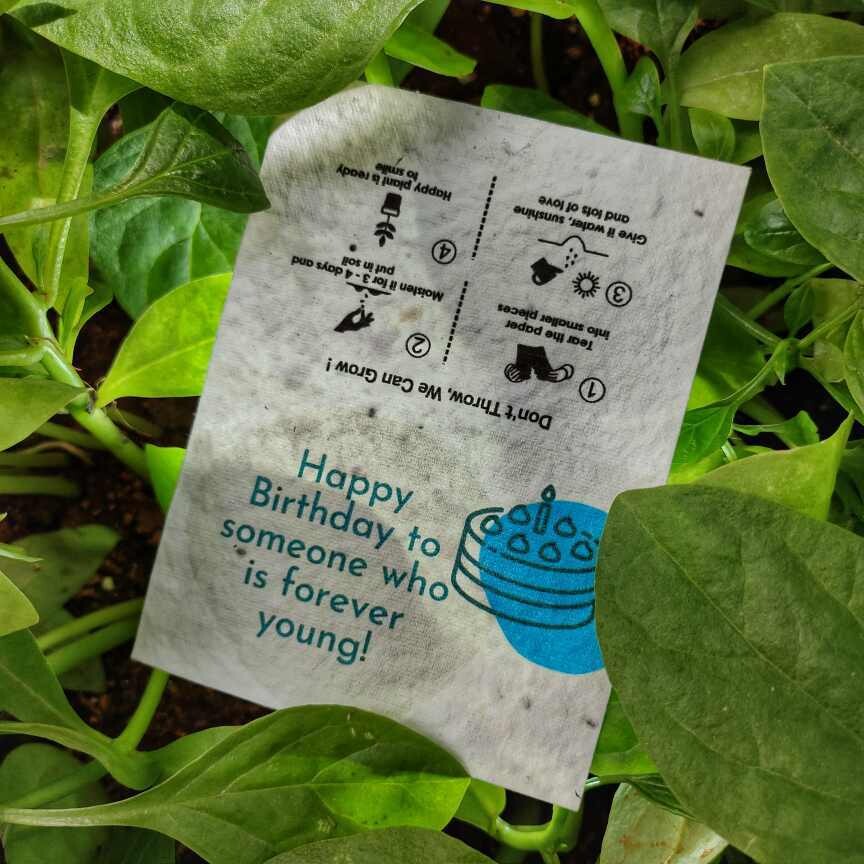 Happy
Birthday to
someone who
is forever
young!
Don't Throw, We Can Grow !
1
Tear the paper
into smaller pieces
2
Moisten it for 3 - 4 days and
put in soil
3
Give it water, sunshine
and lots of love
4
Happy plant is ready
to smile